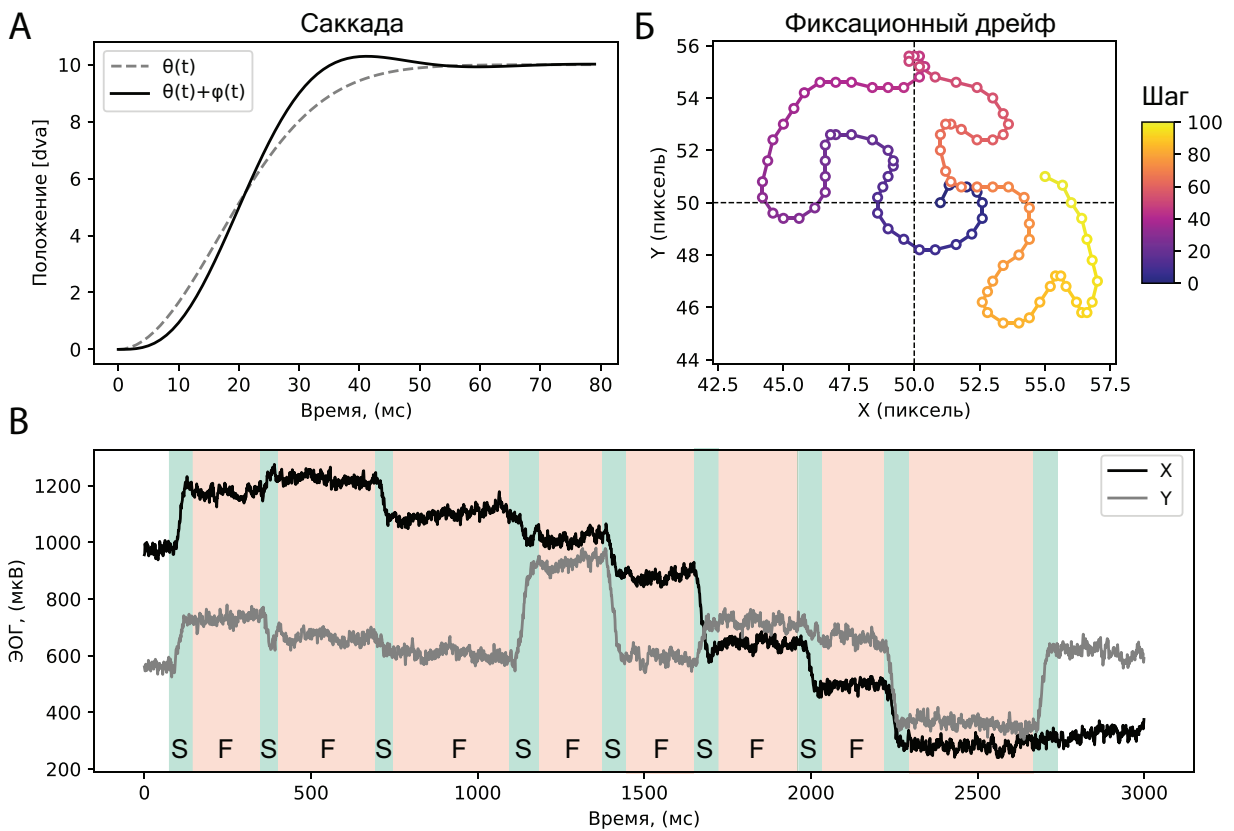 А
Саккада
θ(t)
θ(t)+φ(t)
Положение [dva]
10
8
6
4
2
0
0 10 20 30 40 50 60 70 80
Время, (мс)
Б
Фиксационный дрейф
Y (пиксель)
56
54
52
50
48
46
44
42.5 45.0 47.5 50.0 52.5 55.0 57.5
X (пиксель)
Шаг
100
80
60
40
20
0
В
ЭОГ, (мкВ)
1200
1000
800
600
400
200
X
Y
S F S F S F S F S F S F S F
0 500 1000 1500 2000 2500 3000
Время, (мс)